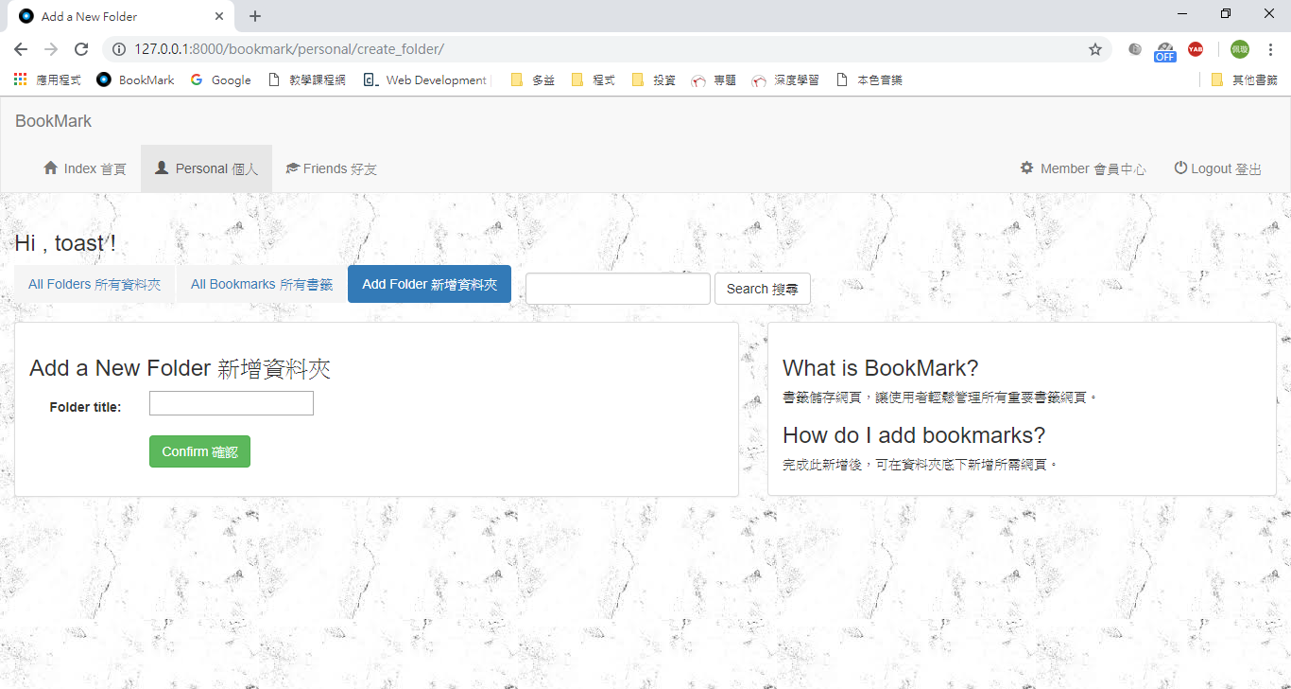 Add a New Folder
127.0.0.1:8000/bookmark/personal/create_folder/
OFF
YAB
應用程式 BookMark Google 教學課程網 Web Development 多益 程式 投資 專題 深度學習 本色音樂 其他書籤
BookMark
Index 首頁 Personal 個人 Friends 好友 Member 會員中心 Logout 登出
Hi , toast !
All Folders 所有資料夾 All Bookmarks 所有書籤 Add Folder 新增資料夾 Search 搜尋
Add a New Folder 新增資料夾
Folder title:
Confirm 確認
What is BookMark?
書籤儲存網頁，讓使用者輕鬆管理所有重要書籤網頁。
How do I add bookmarks?
完成此新增後，可在資料夾底下新增所需網頁。